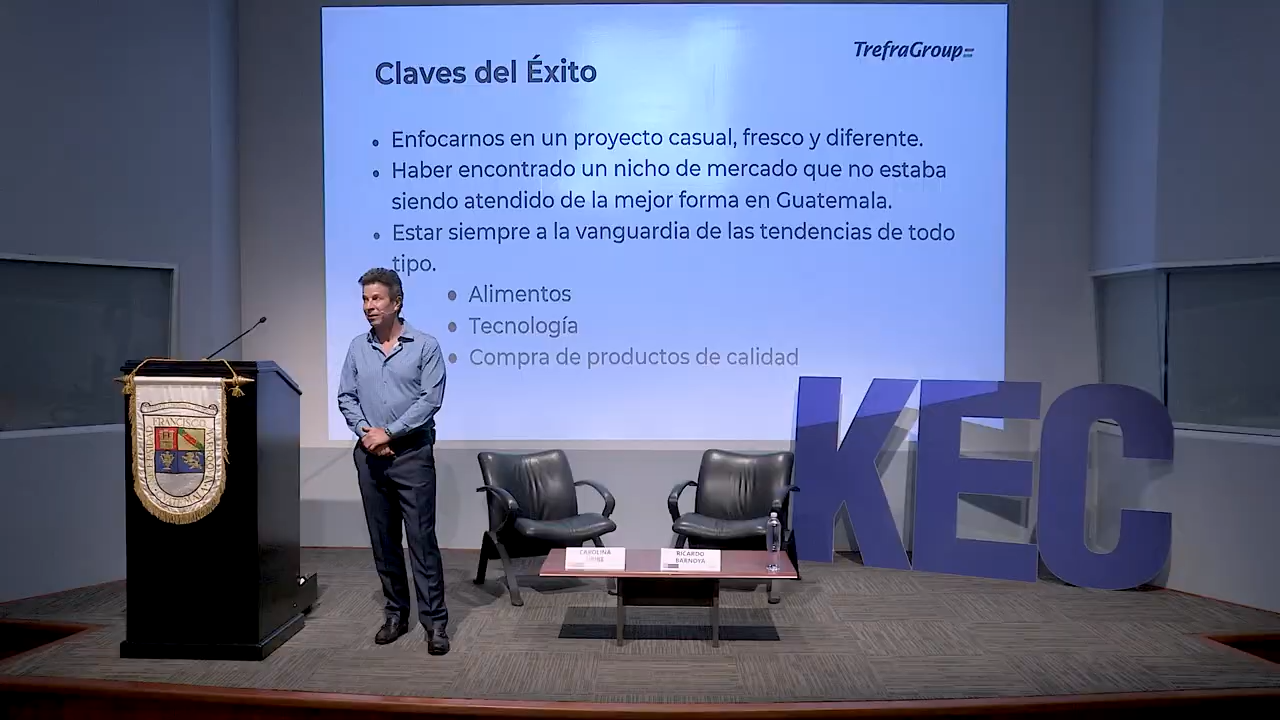 TrefraGroup
Claves del Éxito
• Enfocarnos en un proyecto casual, fresco y diferente.
• Haber encontrado un nicho de mercado que no estaba
siendo atendido de la mejor forma en Guatemala.
• Estar siempre a la vanguardia de las tendencias de todo
tipo.
• Alimentos
• Tecnología
• Compra de productos de calidad
KEC
FRANCISCO
CAROLINA
RICARDO
BARNOYA